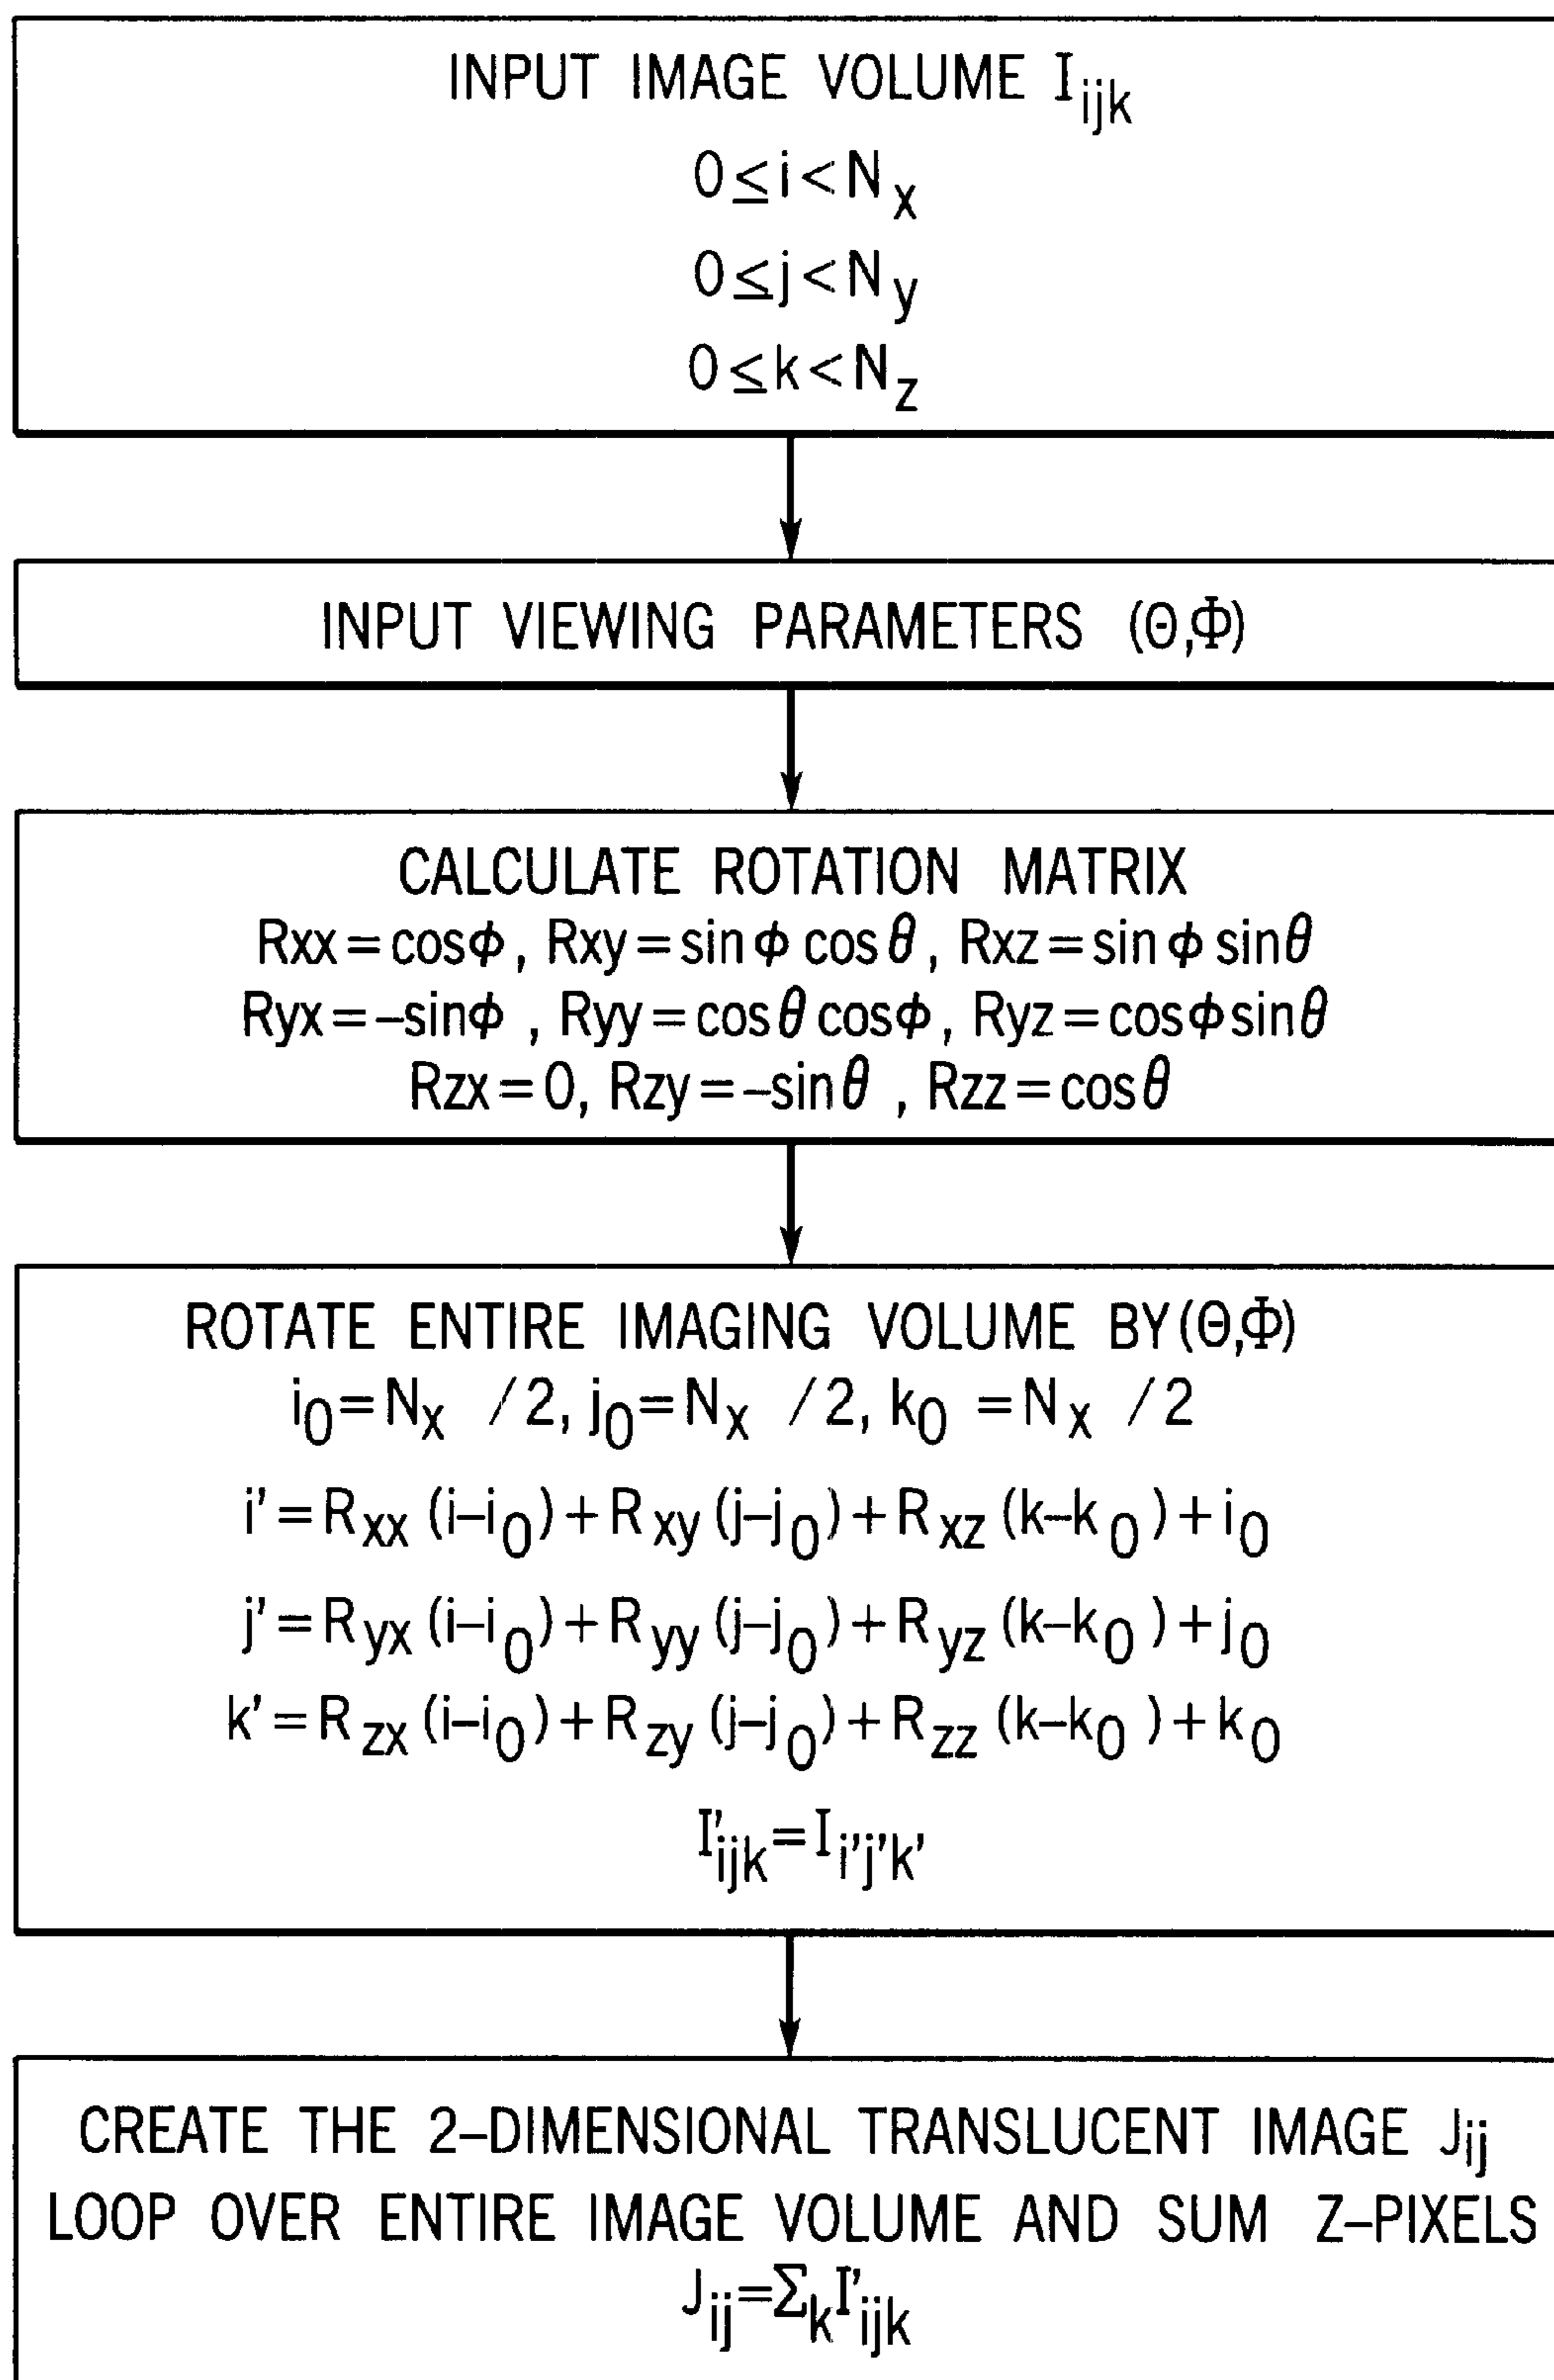 INPUT IMAGE VOLUME I_ijk
0≤i<N_x
0≤j<N_y
0≤k<N_z
INPUT VIEWING PARAMETERS (Θ,Φ)
CALCULATE ROTATION MATRIX
Rxx=cosϕ, Rxy=sinϕ cosθ, Rxz=sinϕ sinθ
Ryx=–sinϕ , Ryy=cosθ cosϕ, Ryz=cosϕ sinθ
Rzx=0, Rzy=–sinθ , Rzz=cosθ
ROTATE ENTIRE IMAGING VOLUME BY(Θ,Φ)
i_0=N_x /2, j_0=N_x /2, k_0 =N_x /2
i'=R_xx (i–i_0)+R_xy (j–j_0)+R_xz (k–k_0)+i_0
j'=R_yx (i–i_0)+R_yy (j–j_0)+R_yz (k–k_0)+j_0
k'=R_zx (i–i_0)+R_zy (j–j_0)+R_zz (k–k_0)+k_0
I'_ijk=I_i'j'k'
CREATE THE 2–DIMENSIONAL TRANSLUCENT IMAGE J_ij
LOOP OVER ENTIRE IMAGE VOLUME AND SUM Z–PIXELS
J_ij=Σ_k I'_ijk